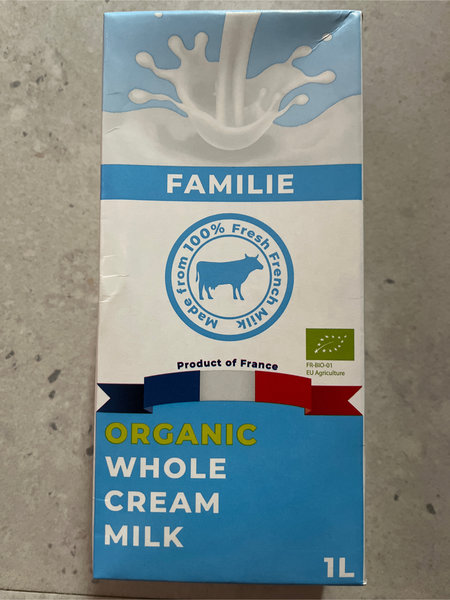 FAMILIE
Made from 100% Fresh French Milk
Product of France
FR-BIO-01
EU Agriculture
ORGANIC
WHOLE
CREAM
MILK
1L